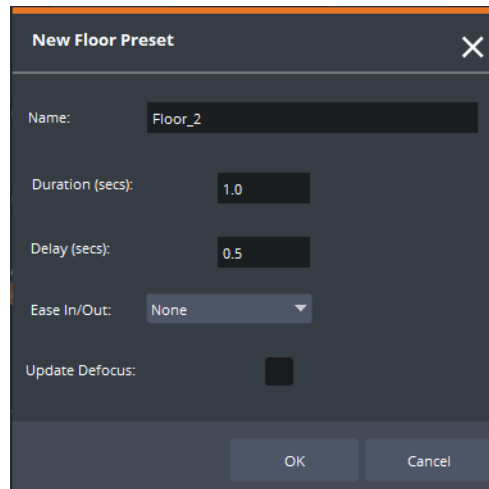 New Floor Preset
Name: Floor_2
Duration (secs): 1.0
Delay (secs): 0.5
Ease In/Out: None
Update Defocus:
OK Cancel